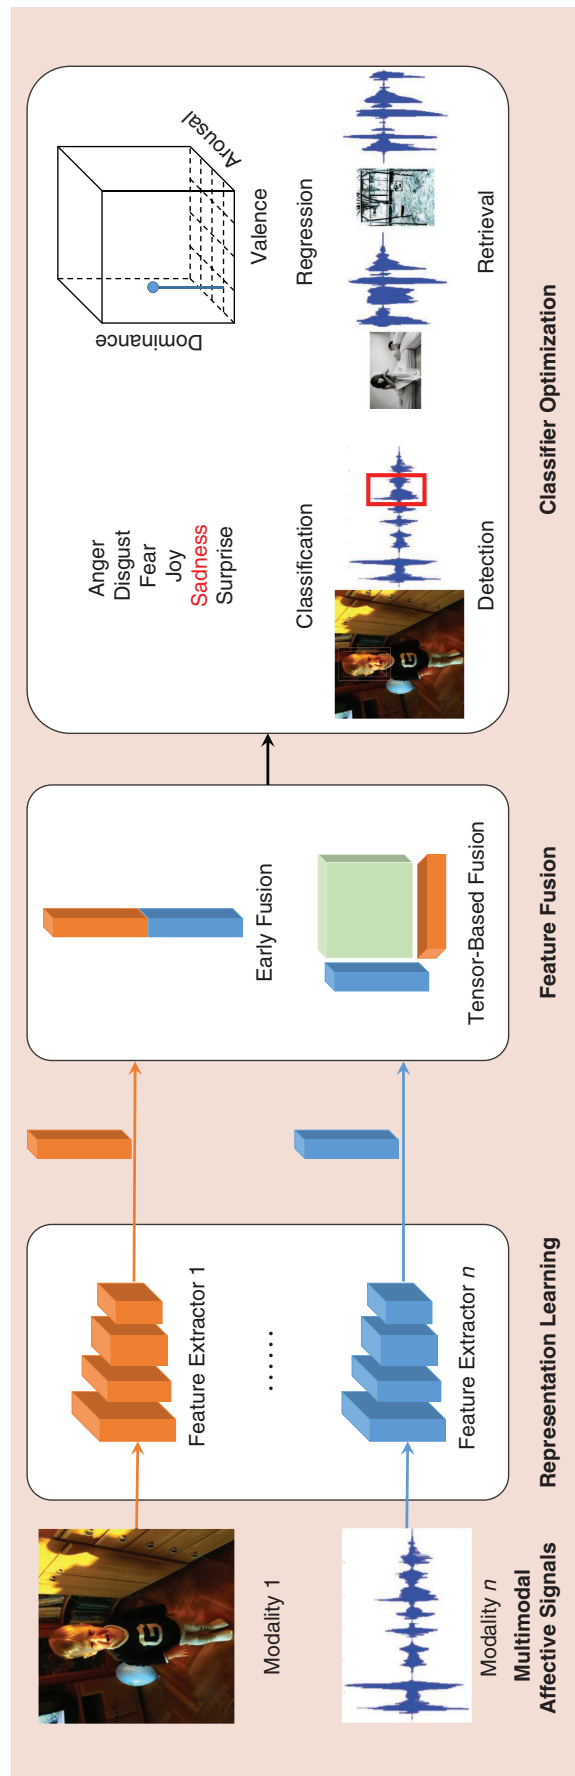 Modality 1
Modality n
Multimodal
Affective Signals
Feature Extractor 1
......
Feature Extractor n
Representation Learning
Early Fusion
Tensor-Based Fusion
Feature Fusion
Anger
Disgust
Fear
Joy
Sadness
Surprise
Classification
Dominance
Arousal
Valence
Regression
Detection
Retrieval
Classifier Optimization